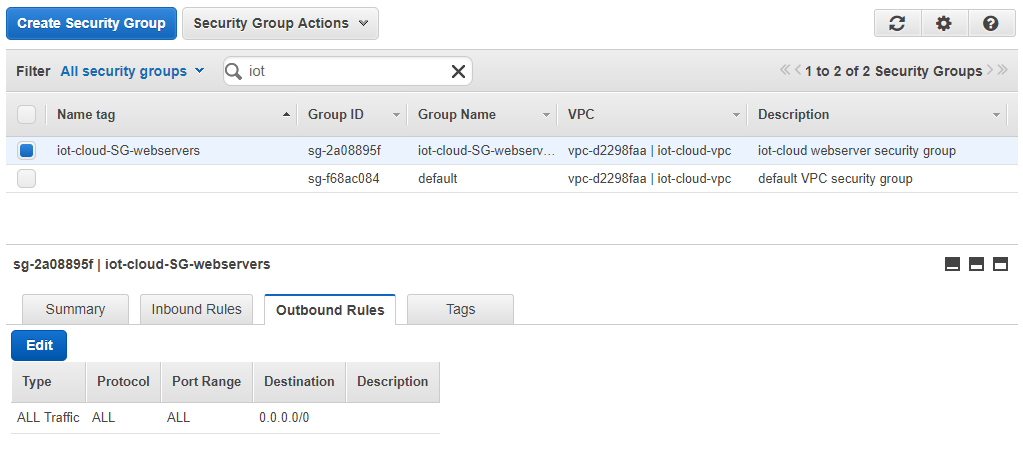 Create Security Group Security Group Actions
Filter All security groups iot 1 to 2 of 2 Security Groups
Name tag Group ID Group Name VPC Description
iot-cloud-SG-webservers sg-2a08895f iot-cloud-SG-webserv... vpc-d2298faa | iot-cloud-vpc iot-cloud webserver security group
sg-f68ac084 default vpc-d2298faa | iot-cloud-vpc default VPC security group
sg-2a08895f | iot-cloud-SG-webservers
Summary Inbound Rules Outbound Rules Tags
Edit
Type Protocol Port Range Destination Description
ALL Traffic ALL ALL 0.0.0.0/0